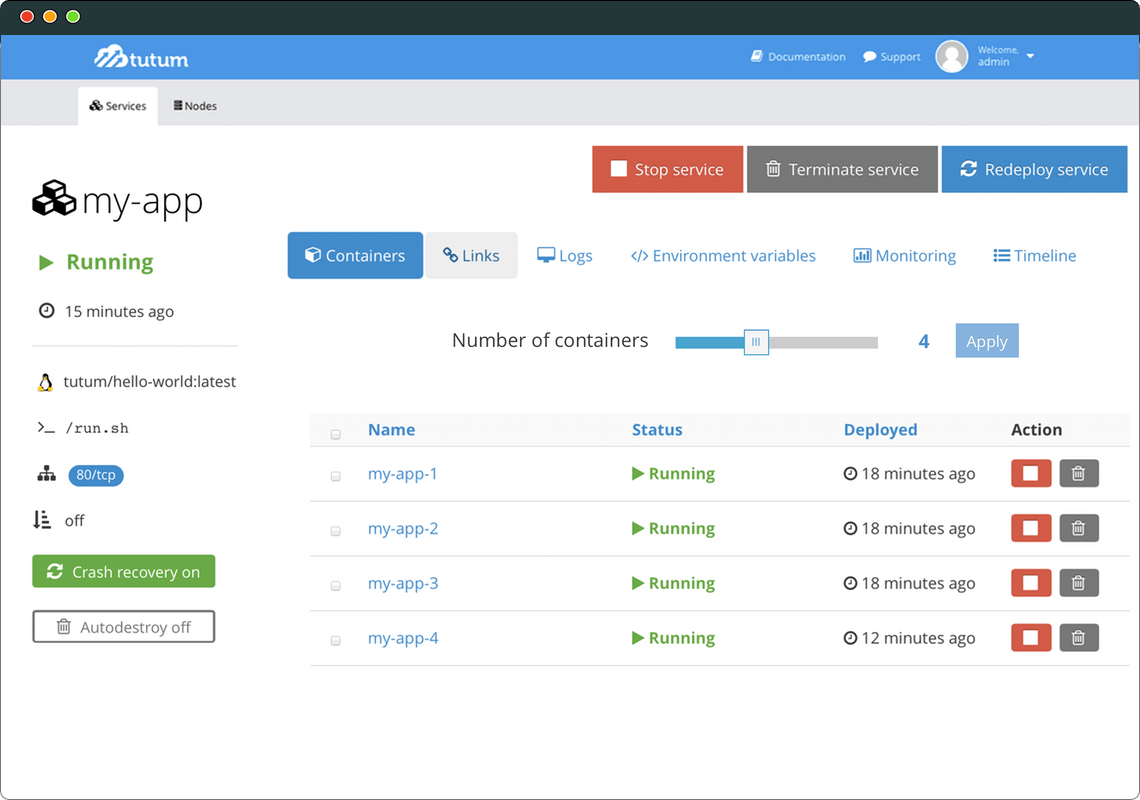 tutum
Documentation
Support
Welcome,
admin
Services
Nodes
Stop service
Terminate service
Redeploy service
my-app
Running
15 minutes ago
tutum/hello-world:latest
>_ /run.sh
80/tcp
off
Crash recovery on
Autodestroy off
Containers
Links
Logs
</> Environment variables
Monitoring
Timeline
Number of containers 4 Apply
Name Status Deployed Action
my-app-1 Running 18 minutes ago
my-app-2 Running 18 minutes ago
my-app-3 Running 18 minutes ago
my-app-4 Running 12 minutes ago